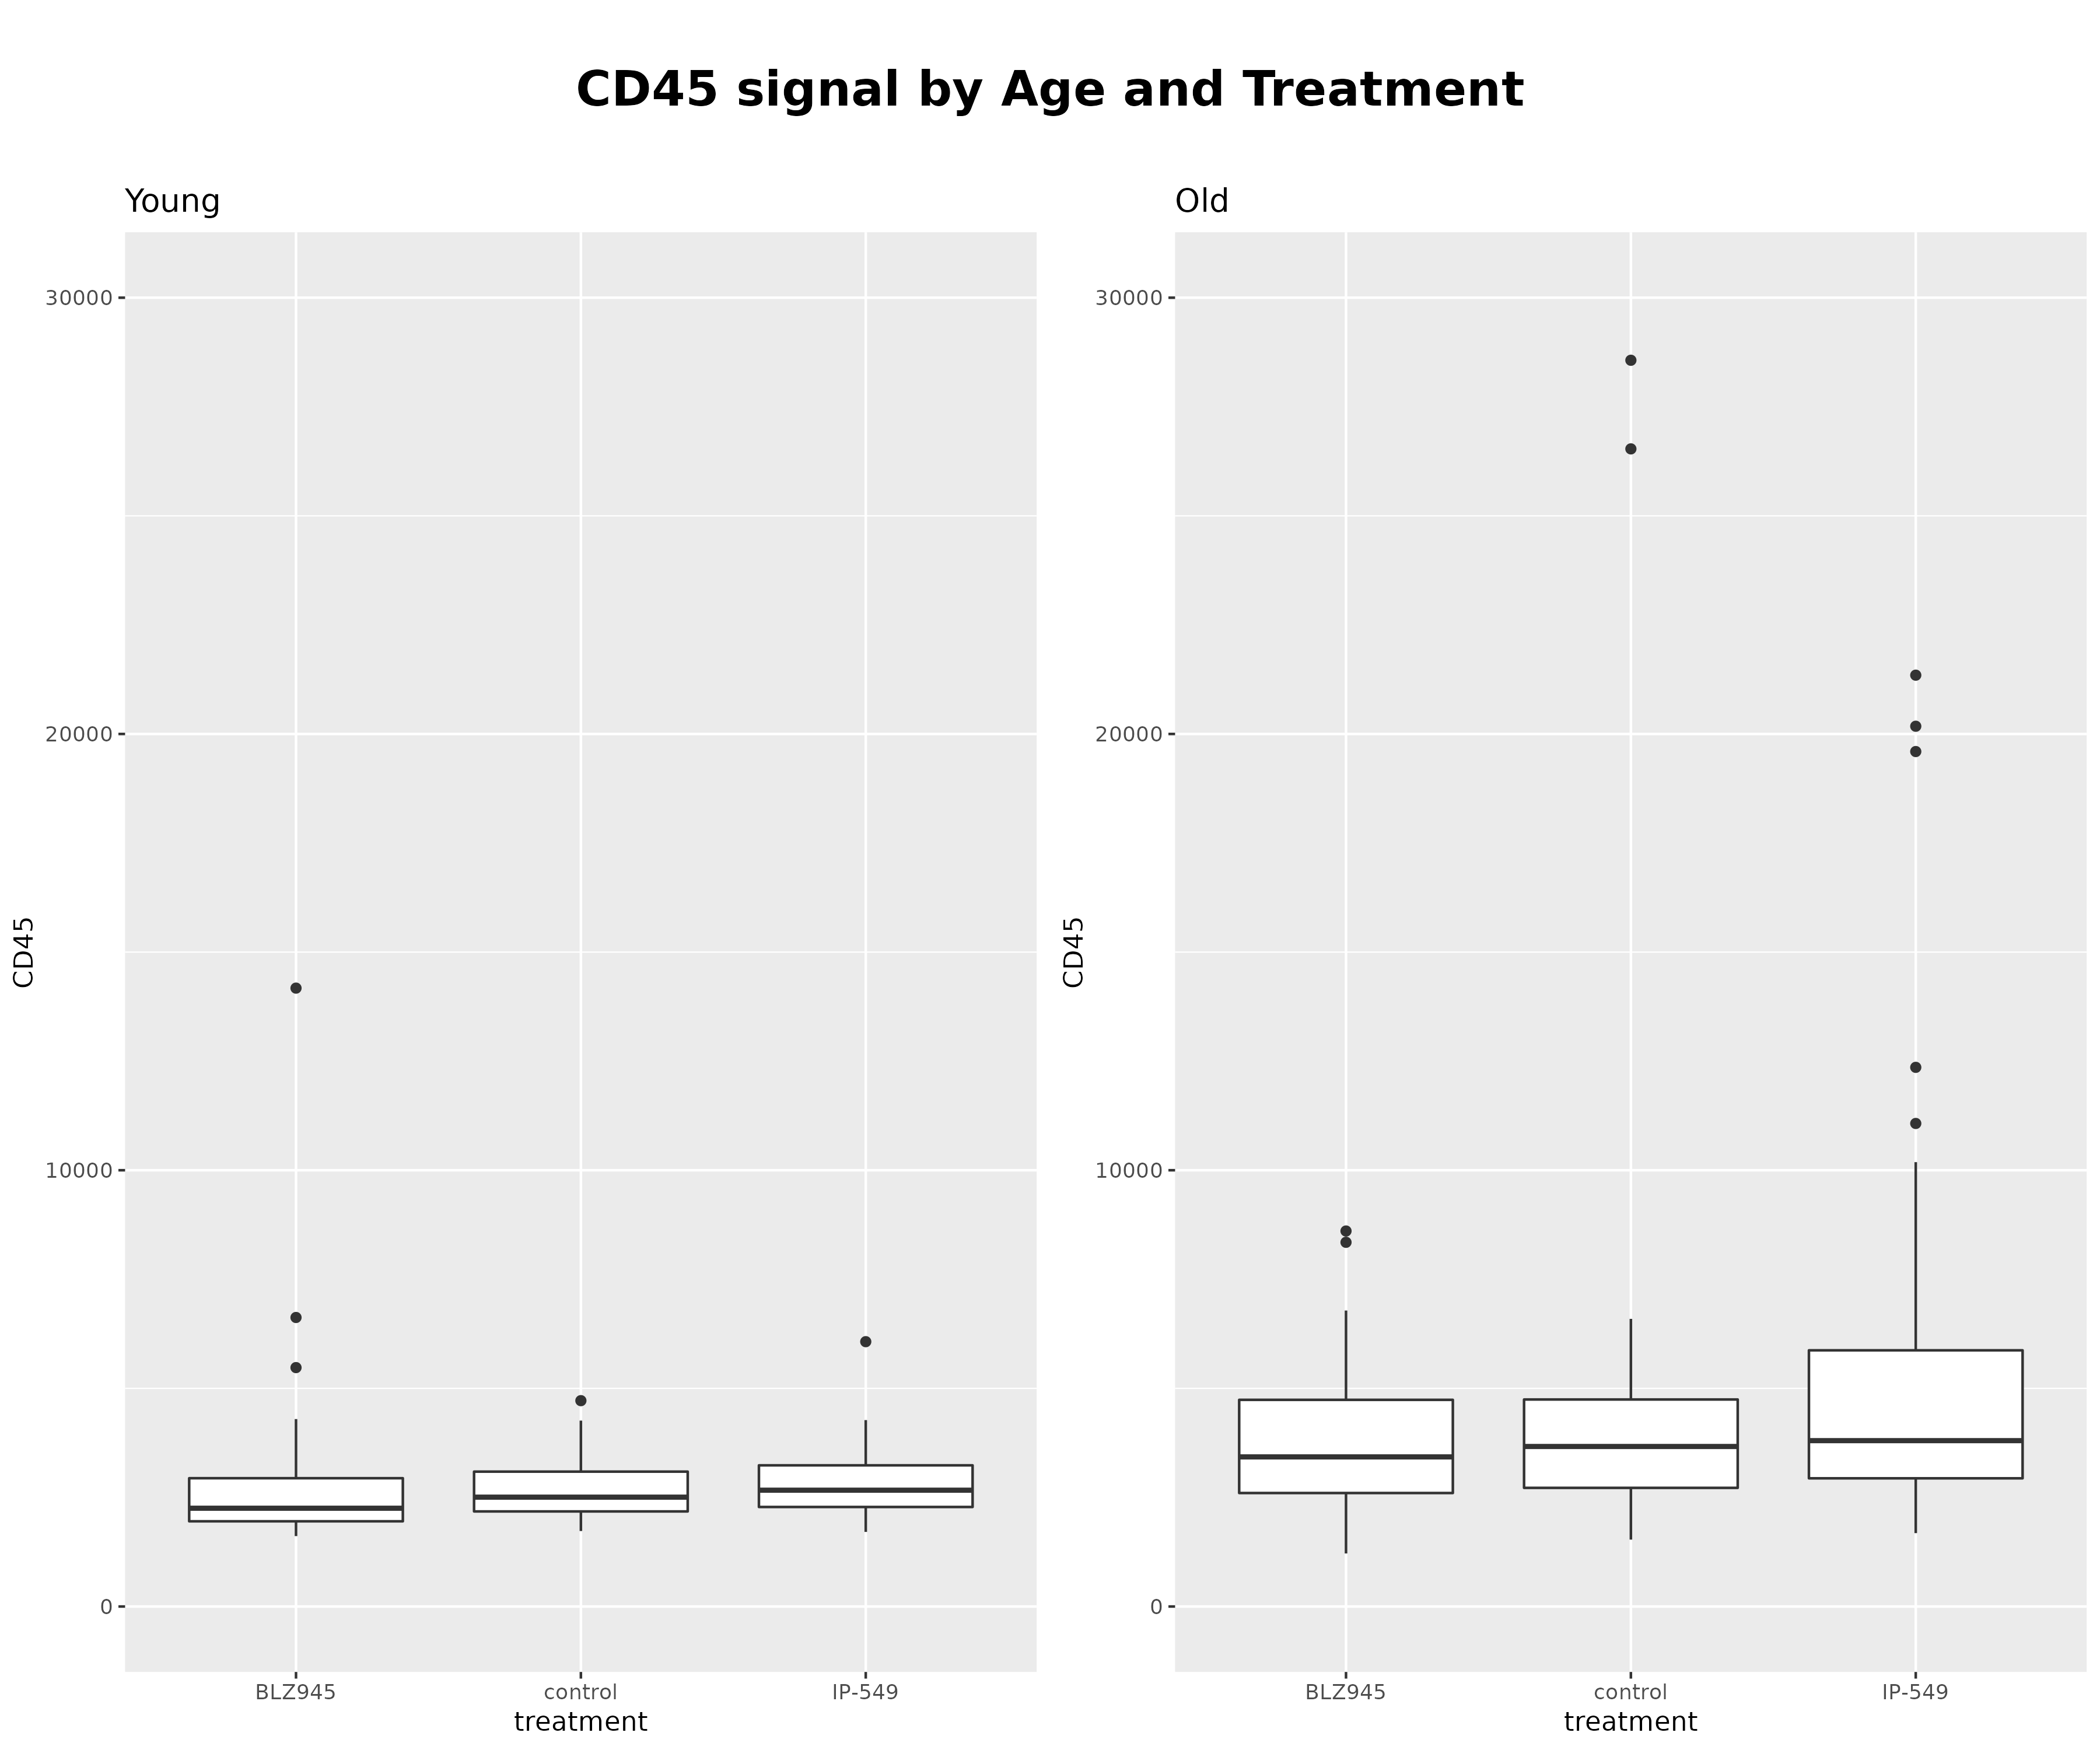 CD45 signal by Age and Treatment
Young
30000
20000
10000
0
CD45
BLZ945
control
IP-549
treatment
Old
30000
20000
10000
0
CD45
BLZ945
control
IP-549
treatment